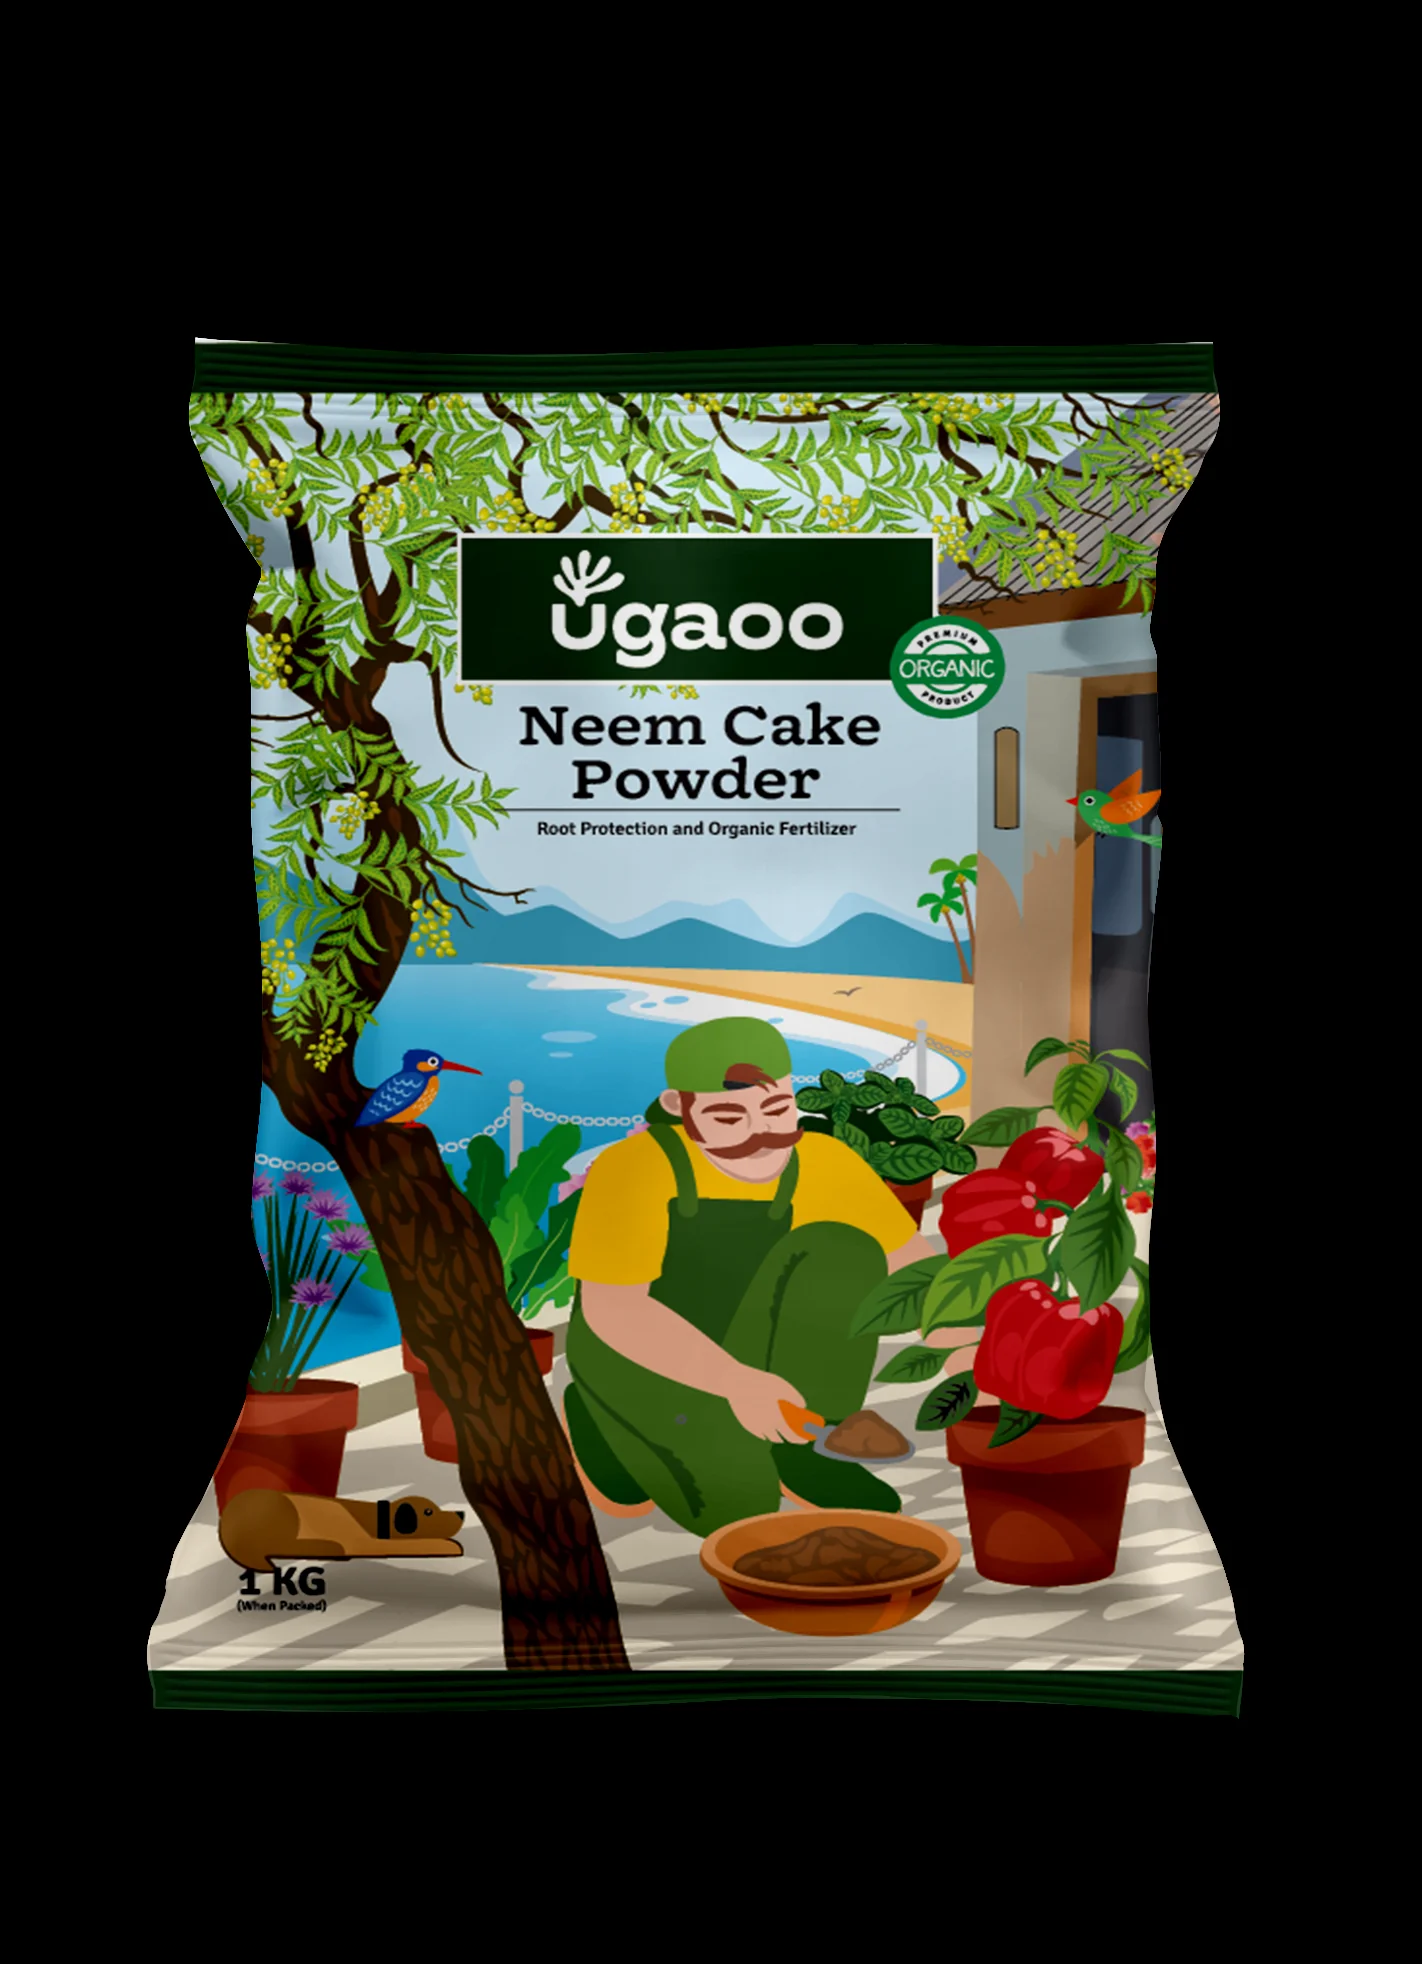 ugaoo
PREMIUM
ORGANIC
PRODUCT
Neem Cake
Powder
Root Protection and Organic Fertilizer
1 KG
(When Packed)